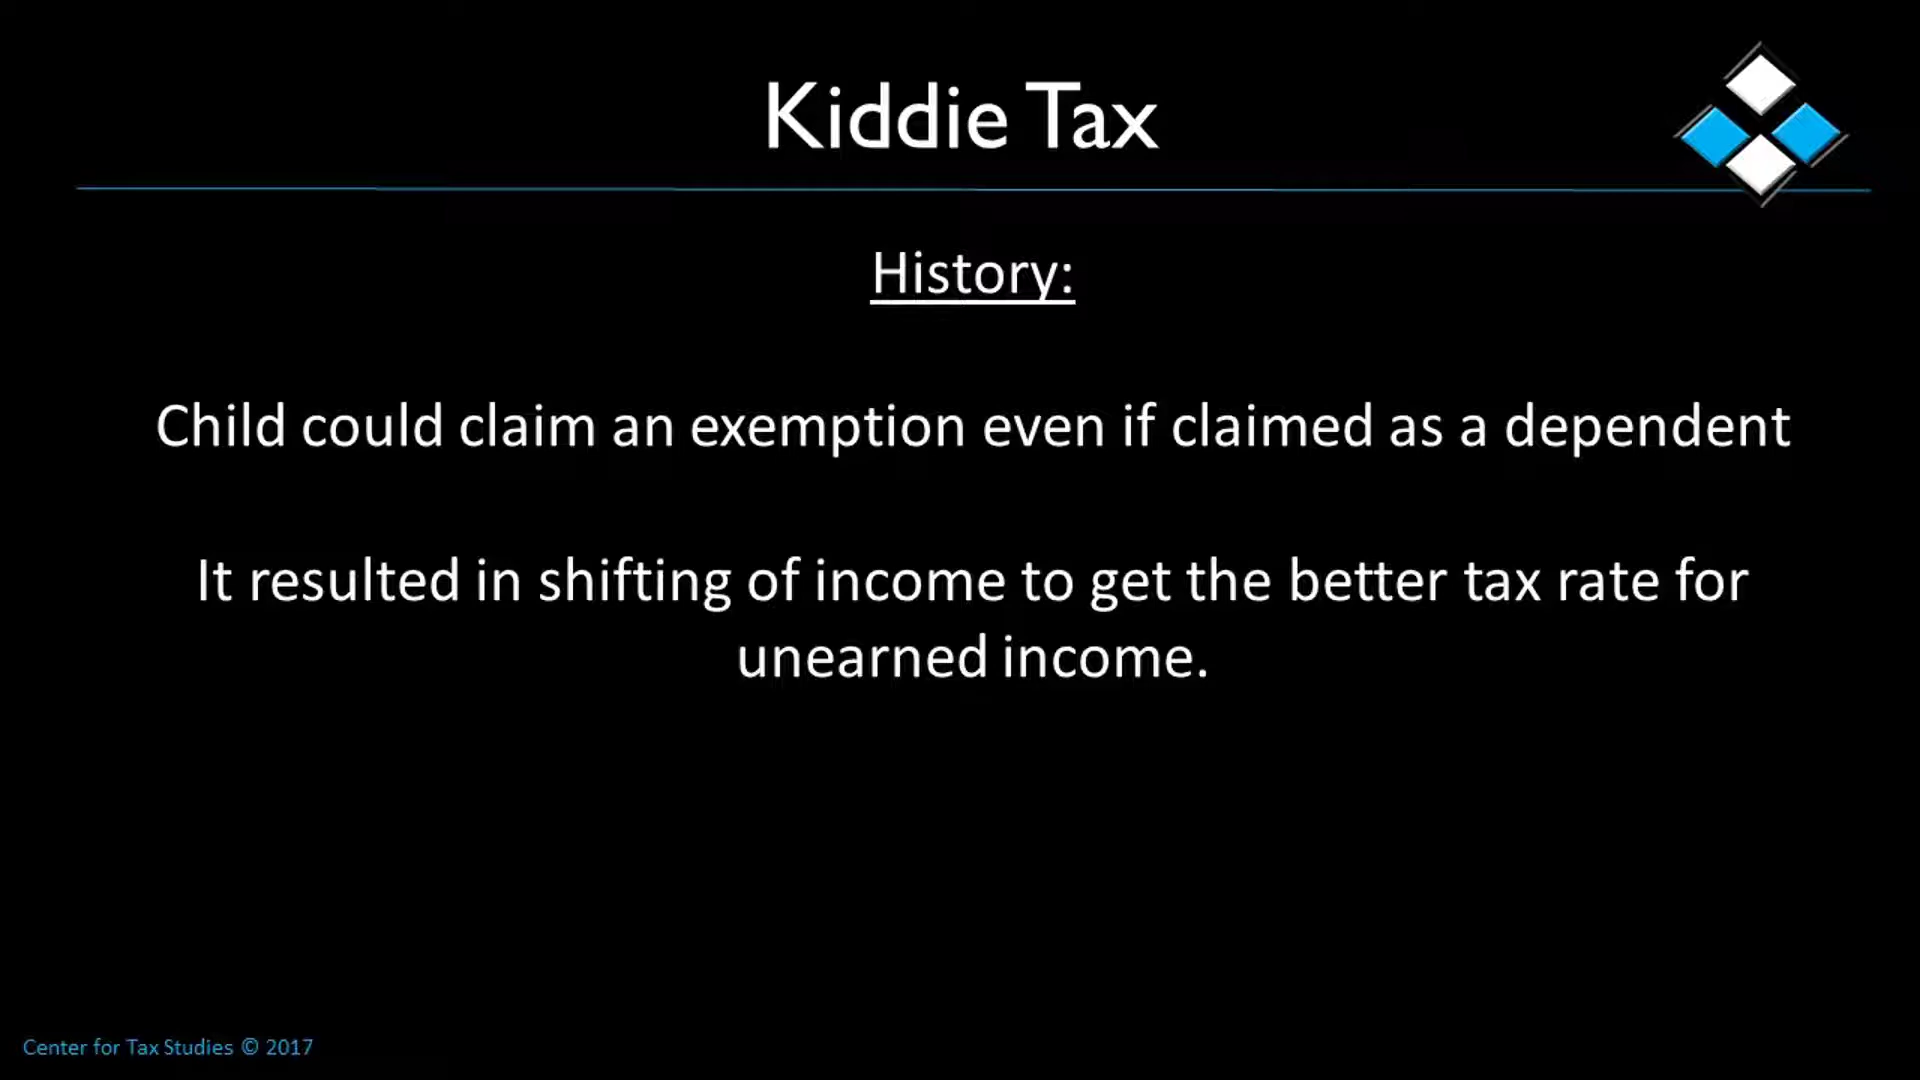 Kiddie Tax
History:
Child could claim an exemption even if claimed as a dependent
It resulted in shifting of income to get the better tax rate for
unearned income.
Center for Tax Studies © 2017